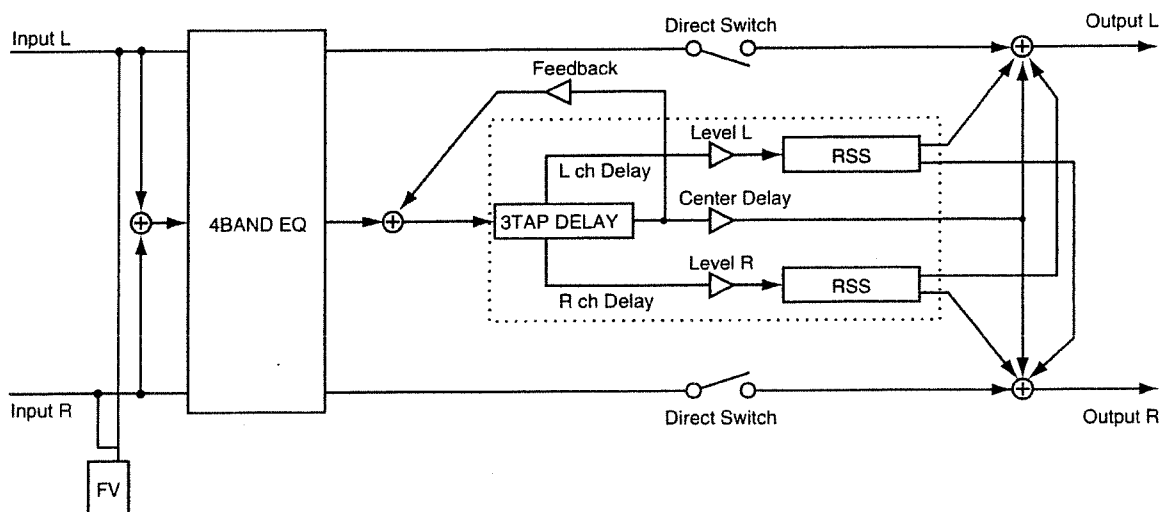 Input L
Direct Switch
Output L
Feedback
Level L
RSS
L ch Delay
Center Delay
4BAND EQ
3TAP DELAY
Level R
RSS
R ch Delay
Input R
Direct Switch
Output R
FV